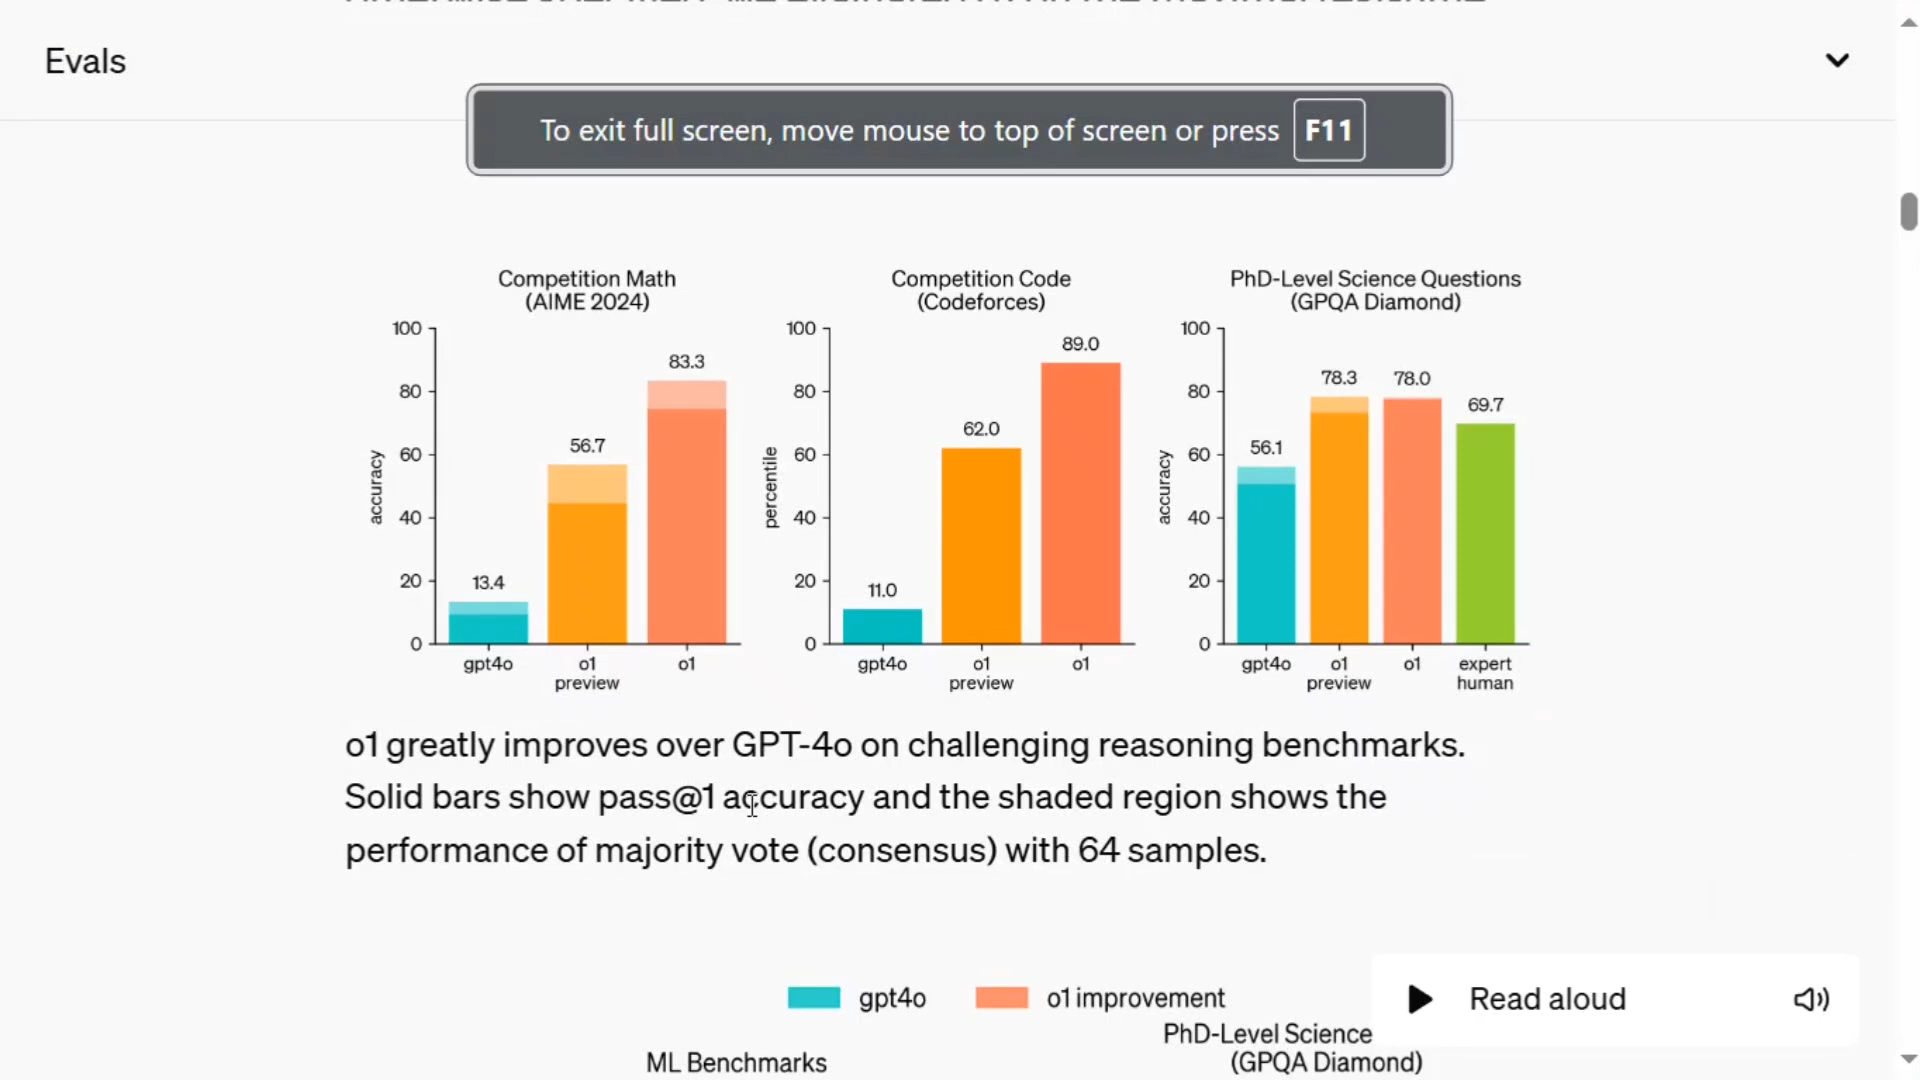 Evals
To exit full screen, move mouse to top of screen or press F11
Competition Math
(AIME 2024)
100
80
60
40
20
0
accuracy
13.4
56.7
83.3
gpt4o
o1
preview
o1
Competition Code
(Codeforces)
100
80
60
40
20
0
percentile
11.0
62.0
89.0
gpt4o
o1
preview
o1
PhD-Level Science Questions
(GPQA Diamond)
100
80
60
40
20
0
accuracy
56.1
78.3
78.0
69.7
gpt4o
o1
preview
o1
expert
human
o1 greatly improves over GPT-4o on challenging reasoning benchmarks.
Solid bars show pass@1 accuracy and the shaded region shows the
performance of majority vote (consensus) with 64 samples.
gpt4o
o1 improvement
Read aloud
ML Benchmarks
PhD-Level Science
(GPQA Diamond)